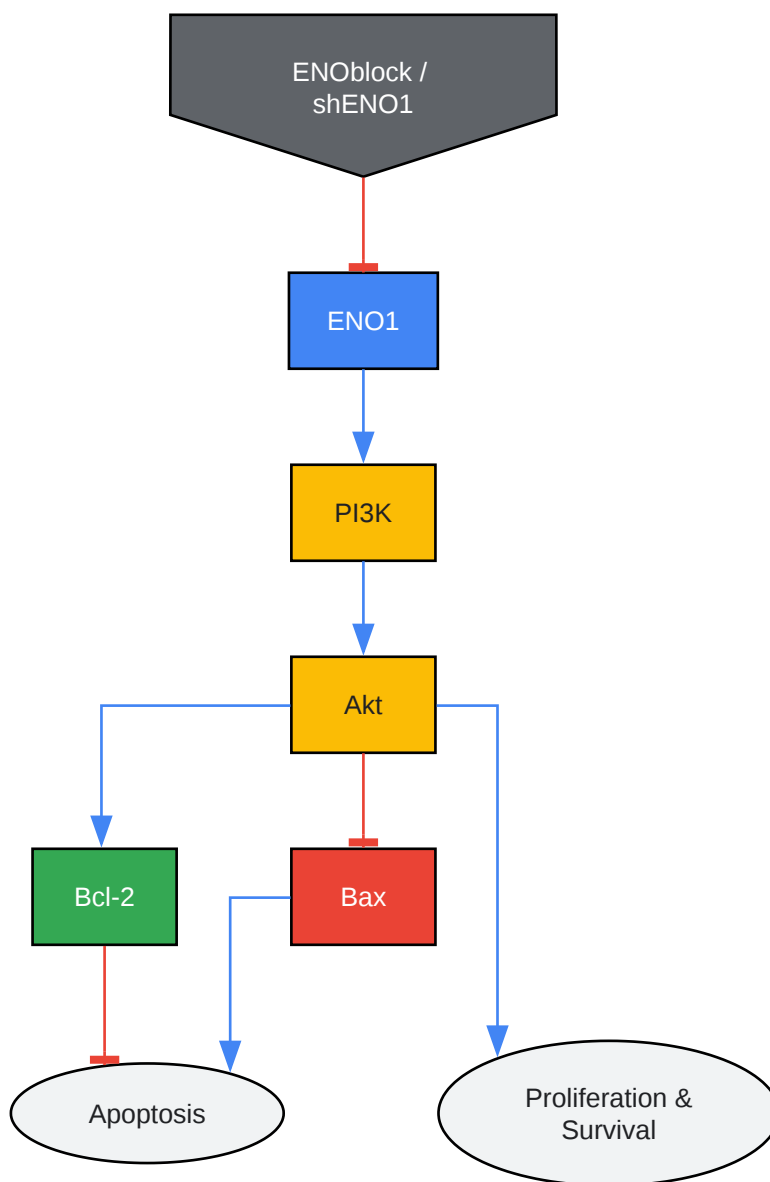 ENOblock /
shENO1
ENO1
PI3K
Akt
Bcl-2
Bax
Apoptosis
Proliferation &
Survival